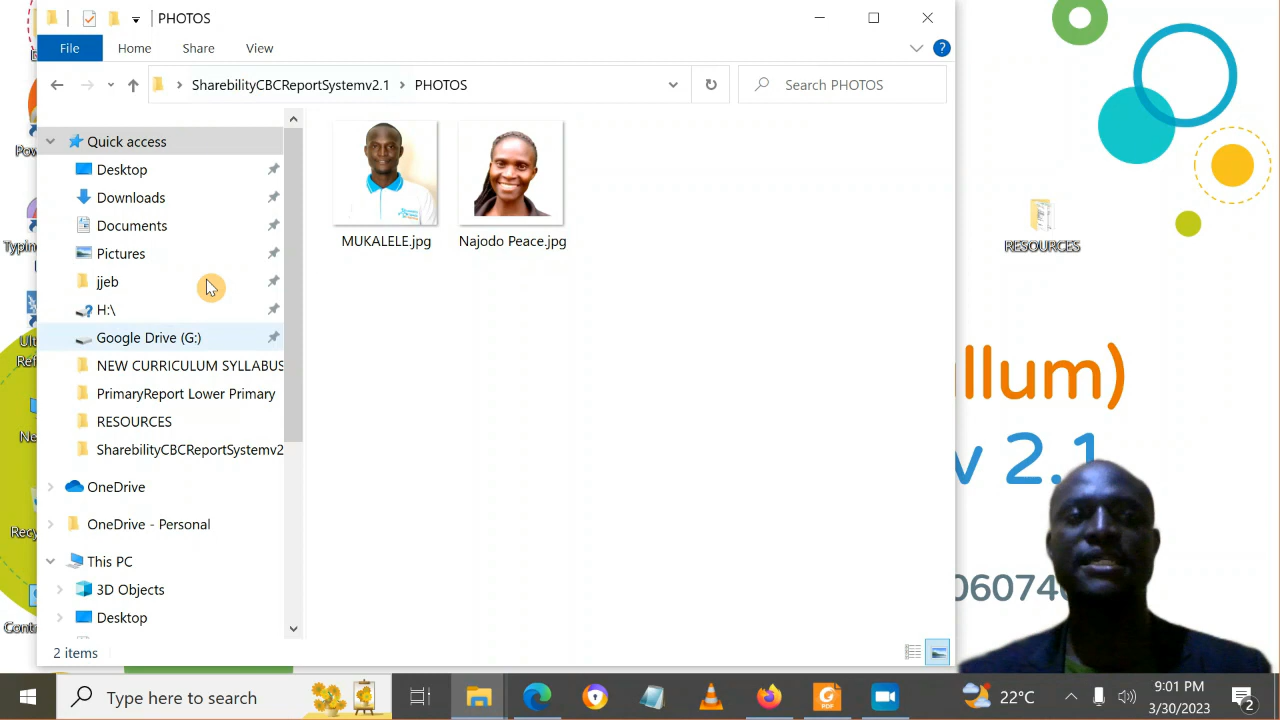 PHOTOS
File Home Share View
SharebilityCBCReportSystemv2.1 PHOTOS
Search PHOTOS
Quick access
Desktop
Downloads
Documents
Pictures
jjeb
H:\
Google Drive (G:)
NEW CURRICULUM SYLLABUS
PrimaryReport Lower Primary
RESOURCES
SharebilityCBCReportSystemv2
OneDrive
OneDrive - Personal
This PC
3D Objects
Desktop
2 items
MUKALELE.jpg
Najodo Peace.jpg
RESOURCES
llum)
v 2.1
Type here to search
22°C
9:01 PM
3/30/2023
2